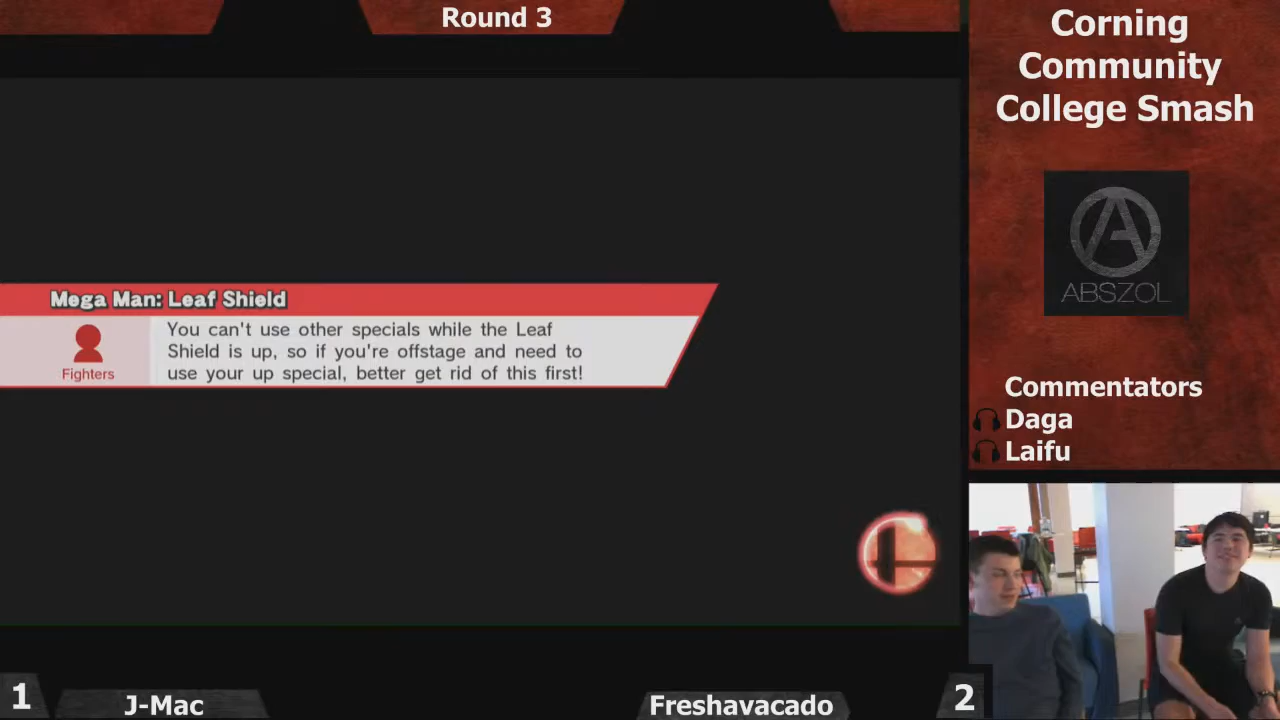 Round 3
Corning
Community
College Smash
ABSZOL
Mega Man: Leaf Shield
You can't use other specials while the Leaf
Shield is up, so if you're offstage and need to
use your up special, better get rid of this first!
Fighters
Commentators
Daga
Laifu
1
J-Mac
Freshavacado
2